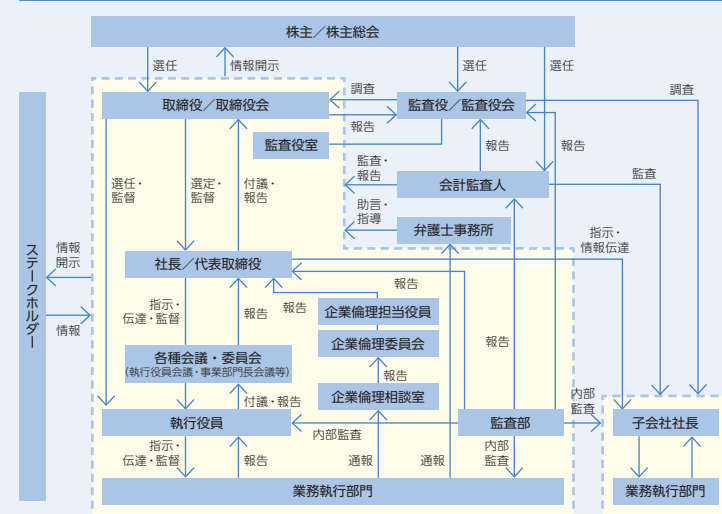 株主／株主総会
選任
情報開示
選任
選任
取締役／取締役会
調査
報告
監査役／監査役会
調査
監査役室
報告
報告
監査・
報告
会計監査人
監査
選任・
監督
選定・
監督
付議・
報告
助言・
指導
弁護士事務所
指示・
情報伝達
ステークホルダー
情報
開示
情報
社長／代表取締役
報告
指示・
伝達・監督
報告
報告
企業倫理担当役員
企業倫理委員会
報告
各種会議・委員会
（執行役員会議・事業部門長会議等）
報告
企業倫理相談室
付議・報告
内部
監査
執行役員
内部監査
監査部
子会社社長
指示・
伝達・監督
報告
通報
通報
内部
監査
業務執行部門
業務執行部門